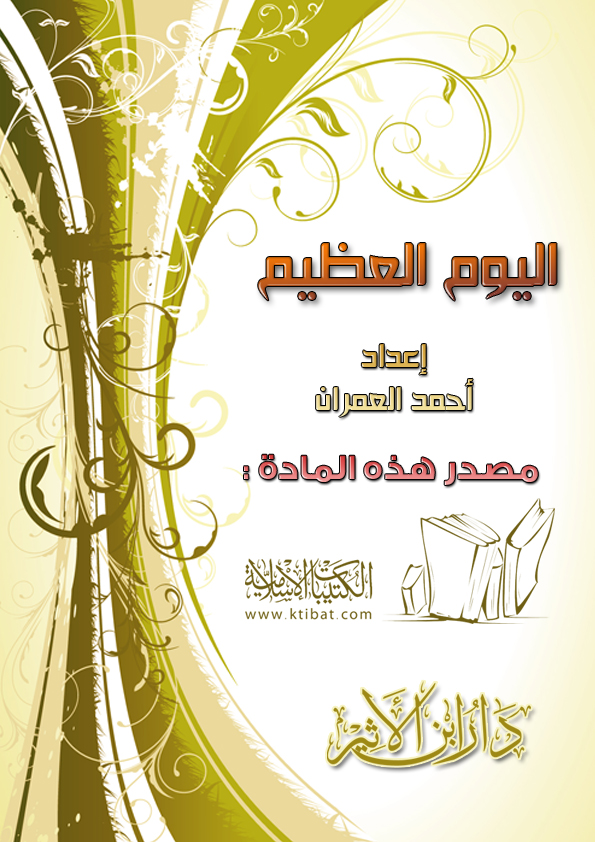 اليوم العظيم
إعداد
أحمد العمران
مصدر هذه المادة :
الكتيبات الإسلامية
www.ktibat.com
دار ابن الأثير